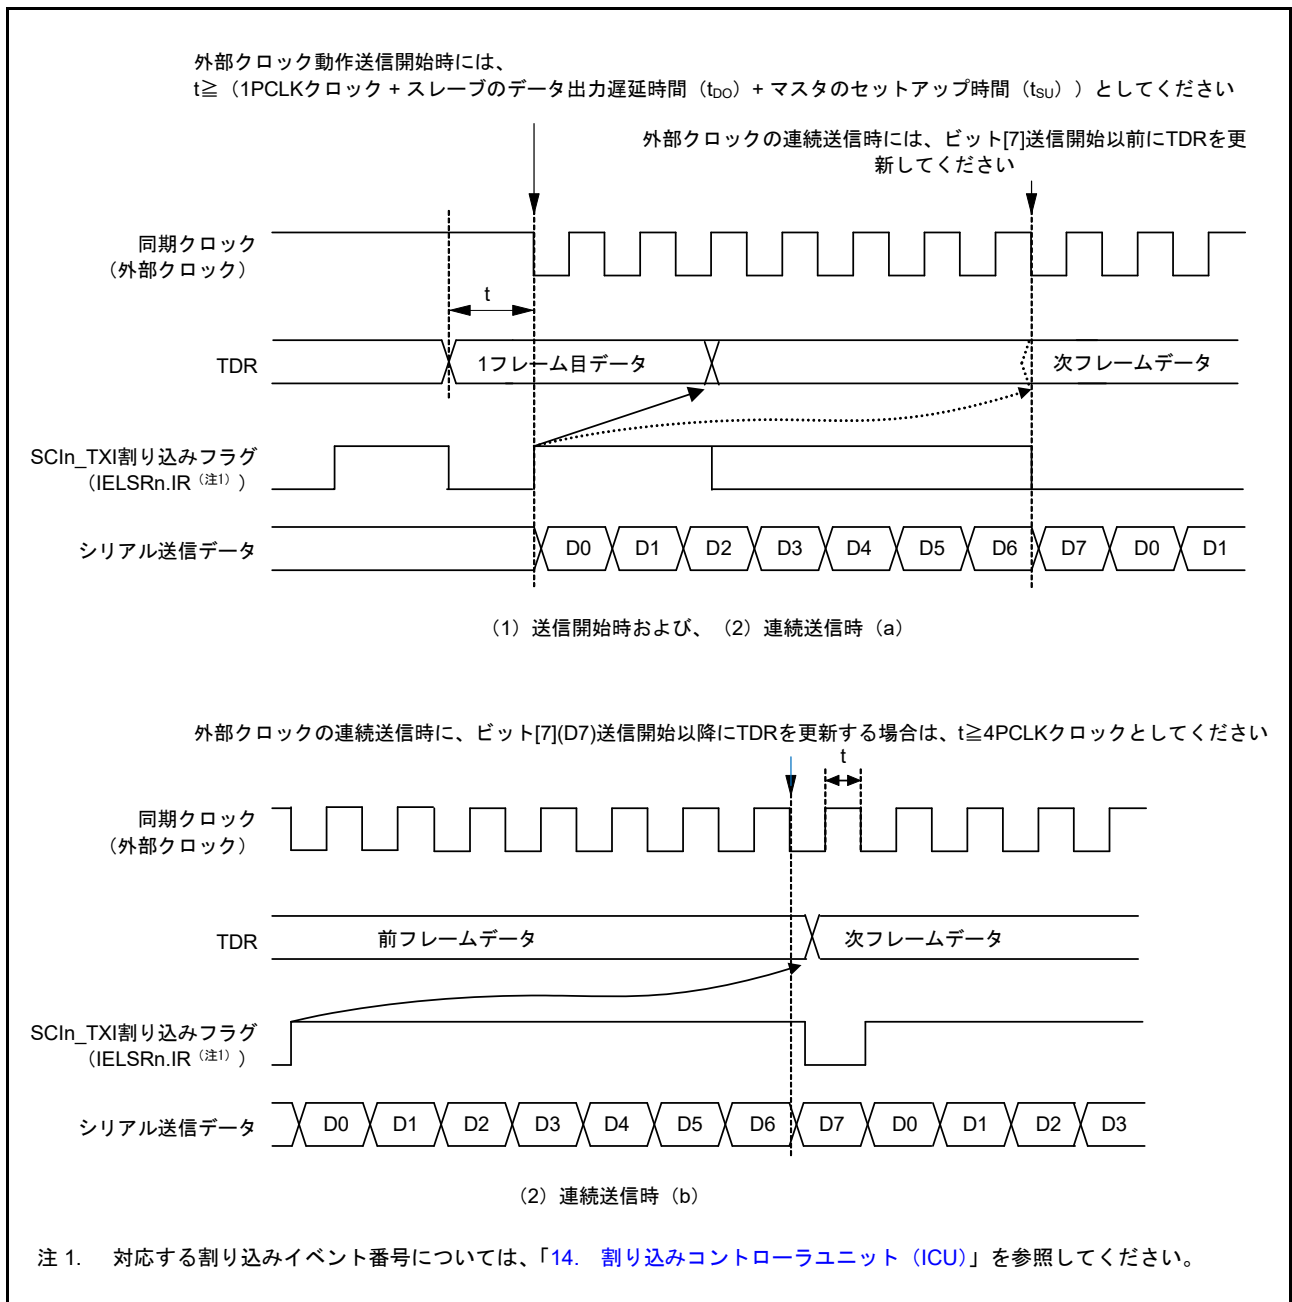 外部クロック動作送信開始時には、
t≧（1PCLKクロック + スレーブのデータ出力遅延時間（tDO）+ マスタのセットアップ時間（tSU））としてください
外部クロックの連続送信時には、ビット[7]送信開始以前にTDRを更
新してください
同期クロック
（外部クロック）
t
TDR
1フレーム目データ
次フレームデータ
SCIn_TXI割り込みフラグ
（IELSRn.IR（注1））
シリアル送信データ
D0 D1 D2 D3 D4 D5 D6 D7 D0 D1
（1）送信開始時および、（2）連続送信時（a）
外部クロックの連続送信時に、ビット[7](D7)送信開始以降にTDRを更新する場合は、t≧4PCLKクロックとしてください
t
同期クロック
（外部クロック）
TDR
前フレームデータ
次フレームデータ
SCIn_TXI割り込みフラグ
（IELSRn.IR（注1））
シリアル送信データ
D0 D1 D2 D3 D4 D5 D6 D7 D0 D1 D2 D3
（2）連続送信時（b）
注 1. 対応する割り込みイベント番号については、「14. 割り込みコントローラユニット（ICU）」を参照してください。